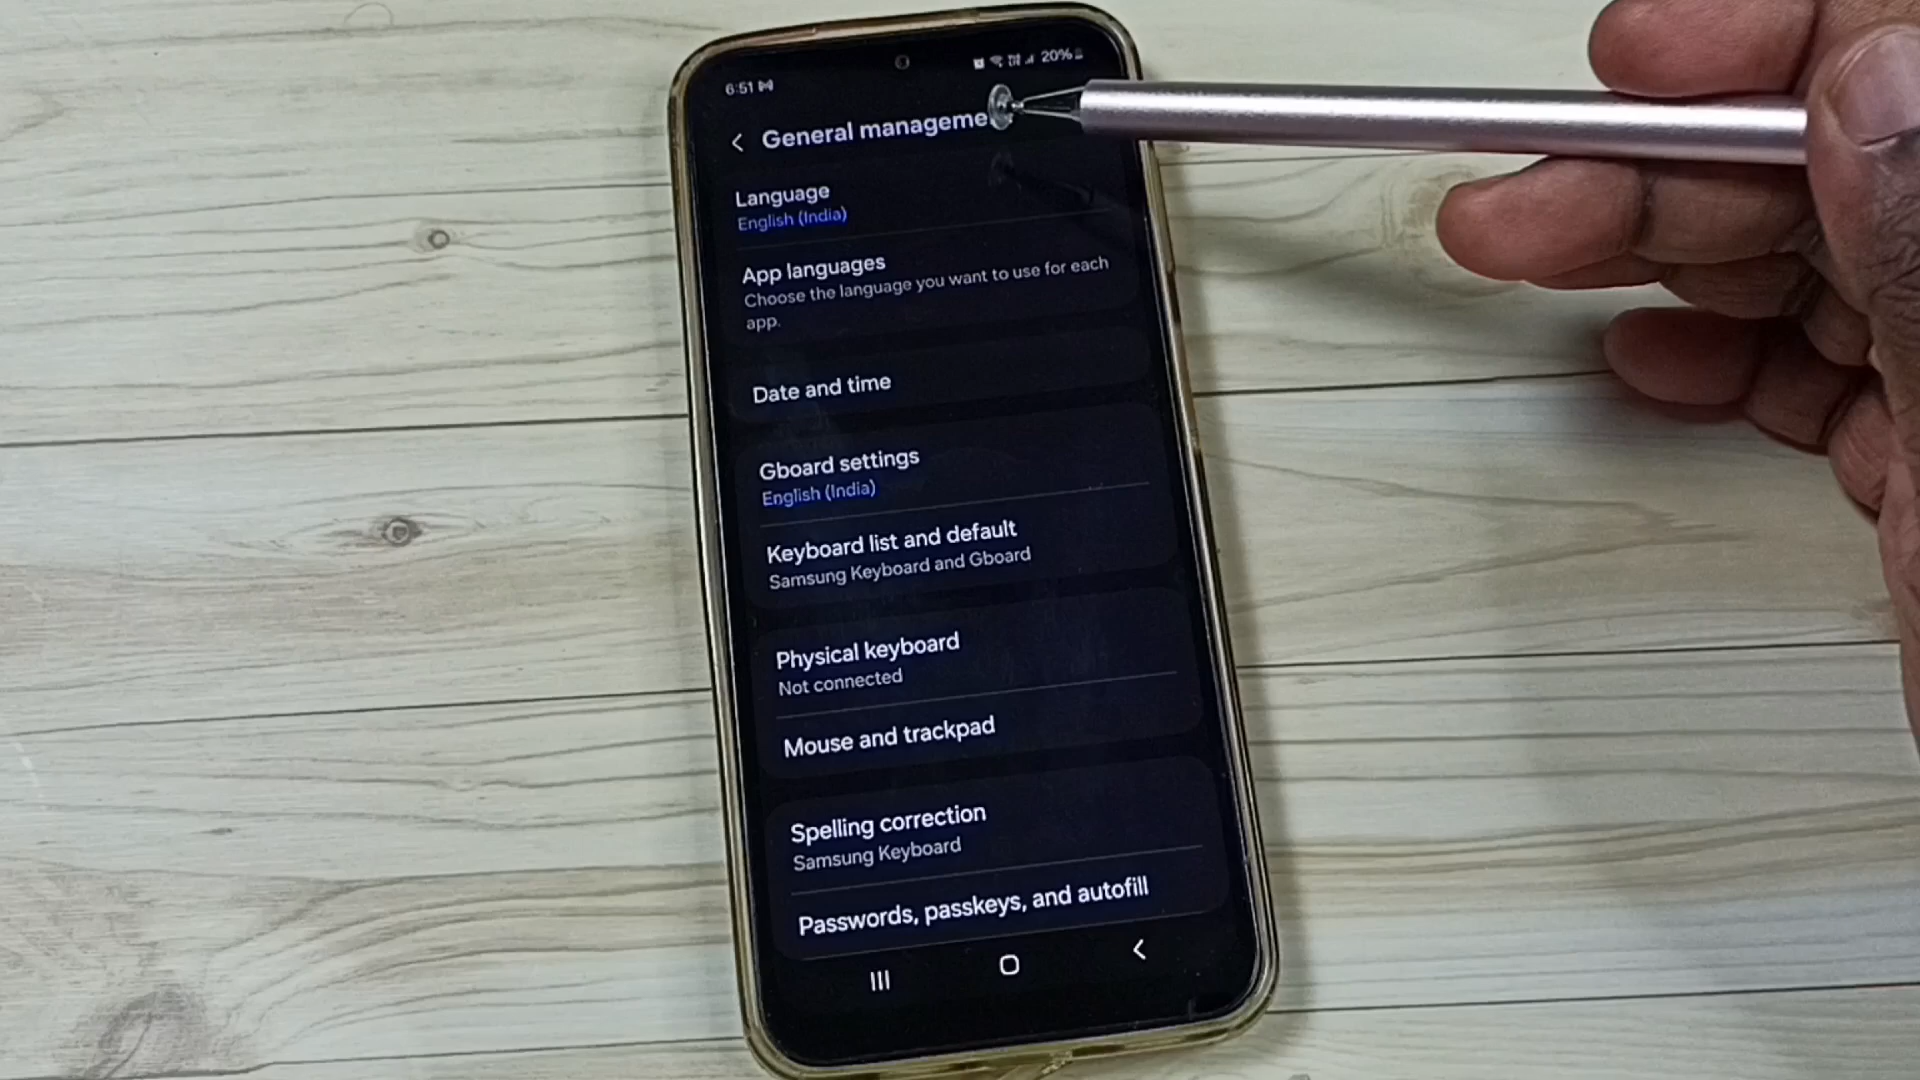 6:51
20%
General manageme
Language
English (India)
App languages
Choose the language you want to use for each
app.
Date and time
Gboard settings
English (India)
Keyboard list and default
Samsung Keyboard and Gboard
Physical keyboard
Not connected
Mouse and trackpad
Spelling correction
Samsung Keyboard
Passwords, passkeys, and autofill